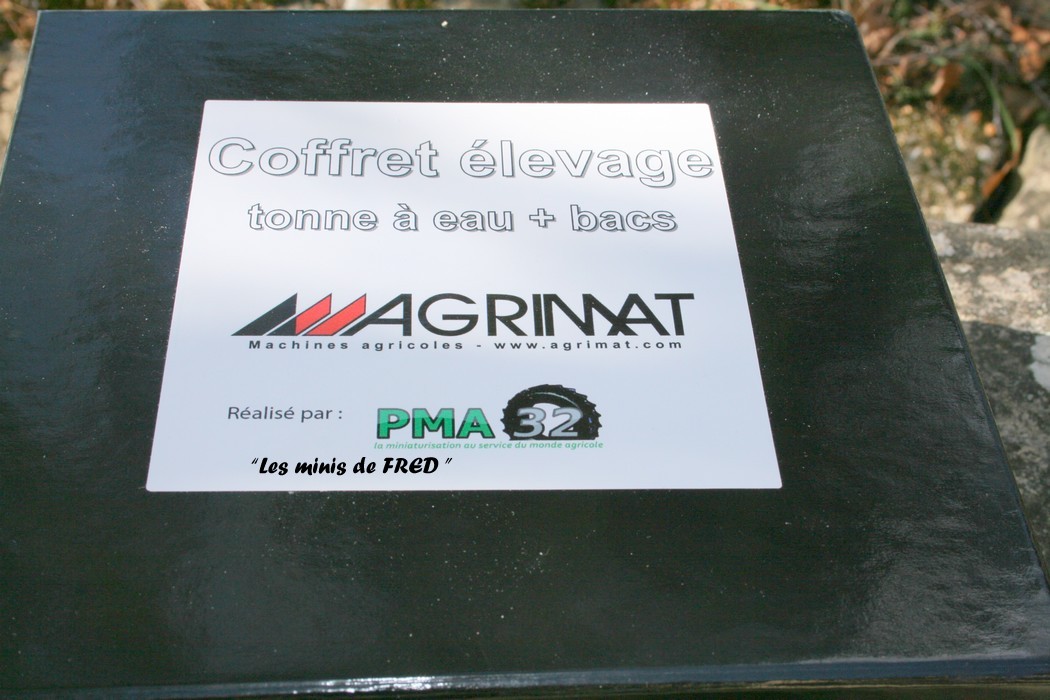 Coffret élevage
tonne à eau + bacs
AGRIMAT
Machines agricoles - www.agrimat.com
Réalisé par :
PMA 32
la miniaturisation au service du monde agricole
“Les minis de FRED ”